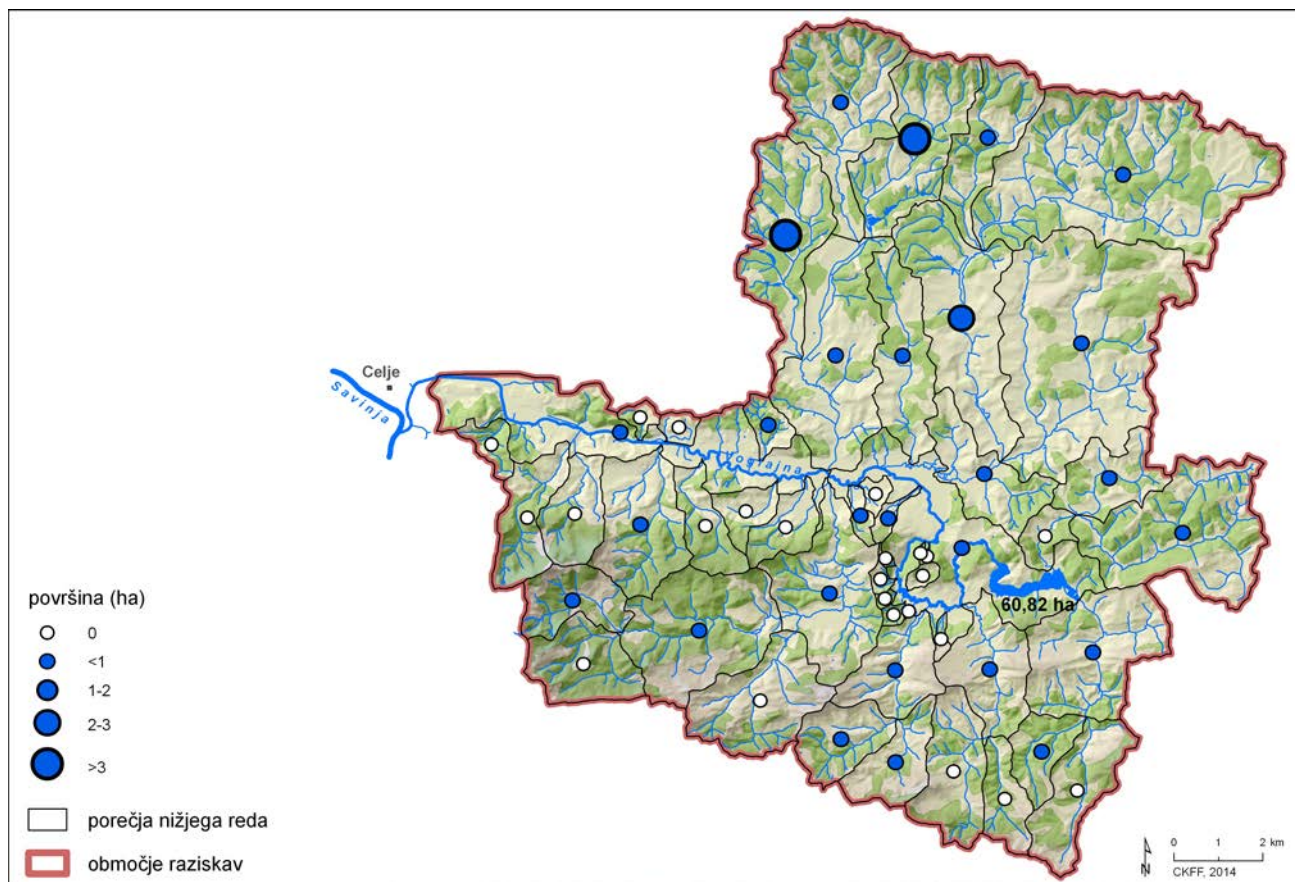 Celje
Savinja
Voglajna
60,82 ha
površina (ha)
0
<1
1-2
2-3
>3
porečja nižjega reda
območje raziskav
N
0 1 2 km
CKFF, 2014